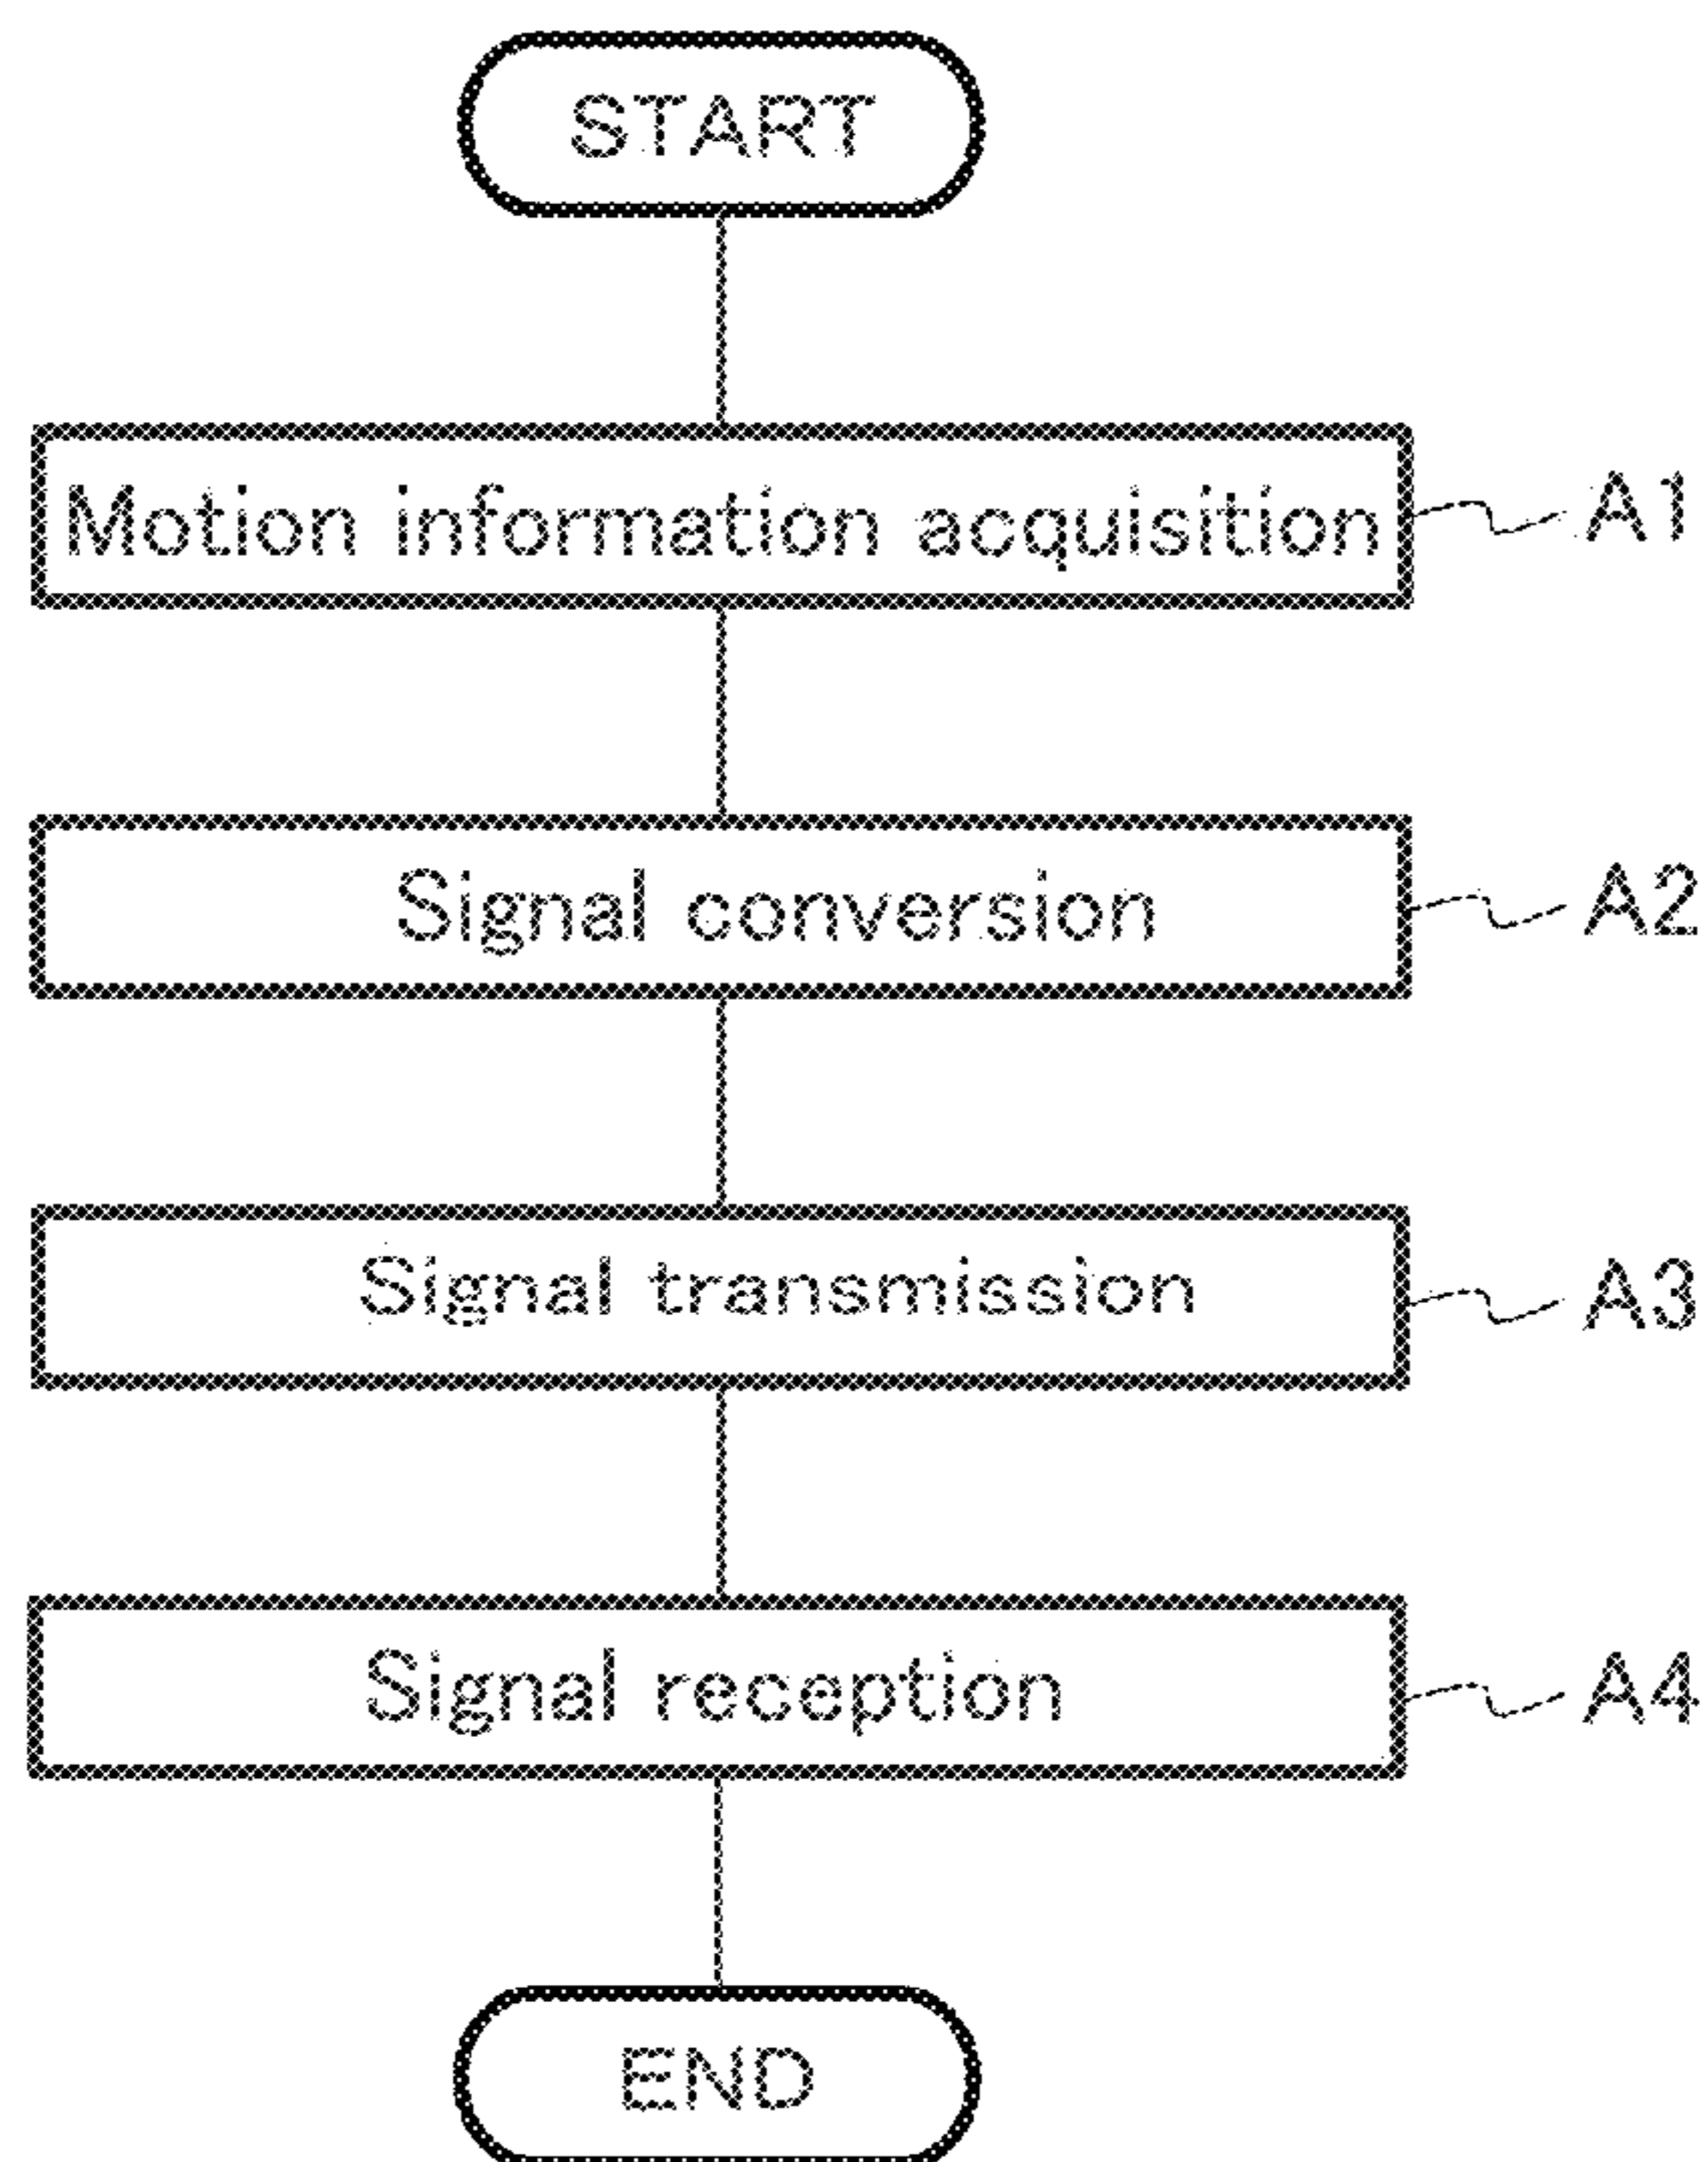 START
Motion information acquisition A1
Signal conversion A2
Signal transmission A3
Signal reception A4
END